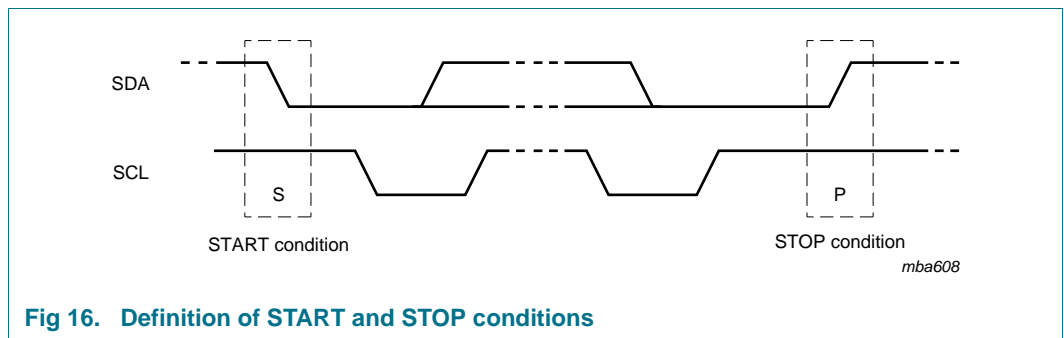 SDA
SCL
S
P
START condition
STOP condition
mba608
Fig 16. Definition of START and STOP conditions